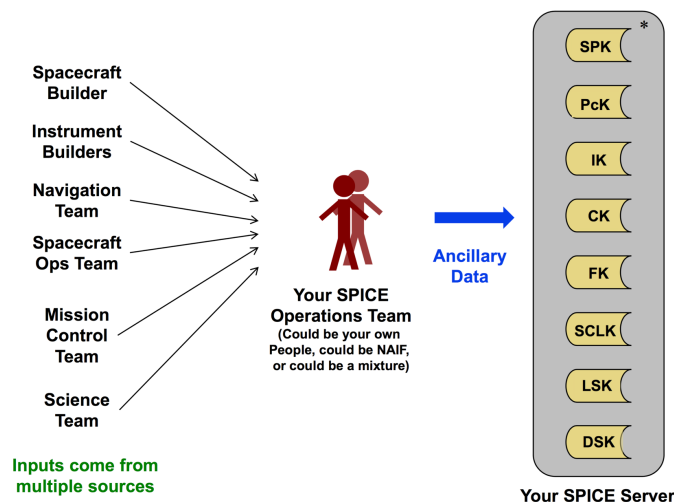 Spacecraft
Builder
Instrument
Builders
Navigation
Team
Spacecraft
Ops Team
Mission
Control
Team
Science
Team
Inputs come from
multiple sources
Your SPICE
Operations Team
(Could be your own
People, could be NAIF,
or could be a mixture)
Ancillary
Data
*
SPK
PcK
IK
CK
FK
SCLK
LSK
DSK
Your SPICE Server